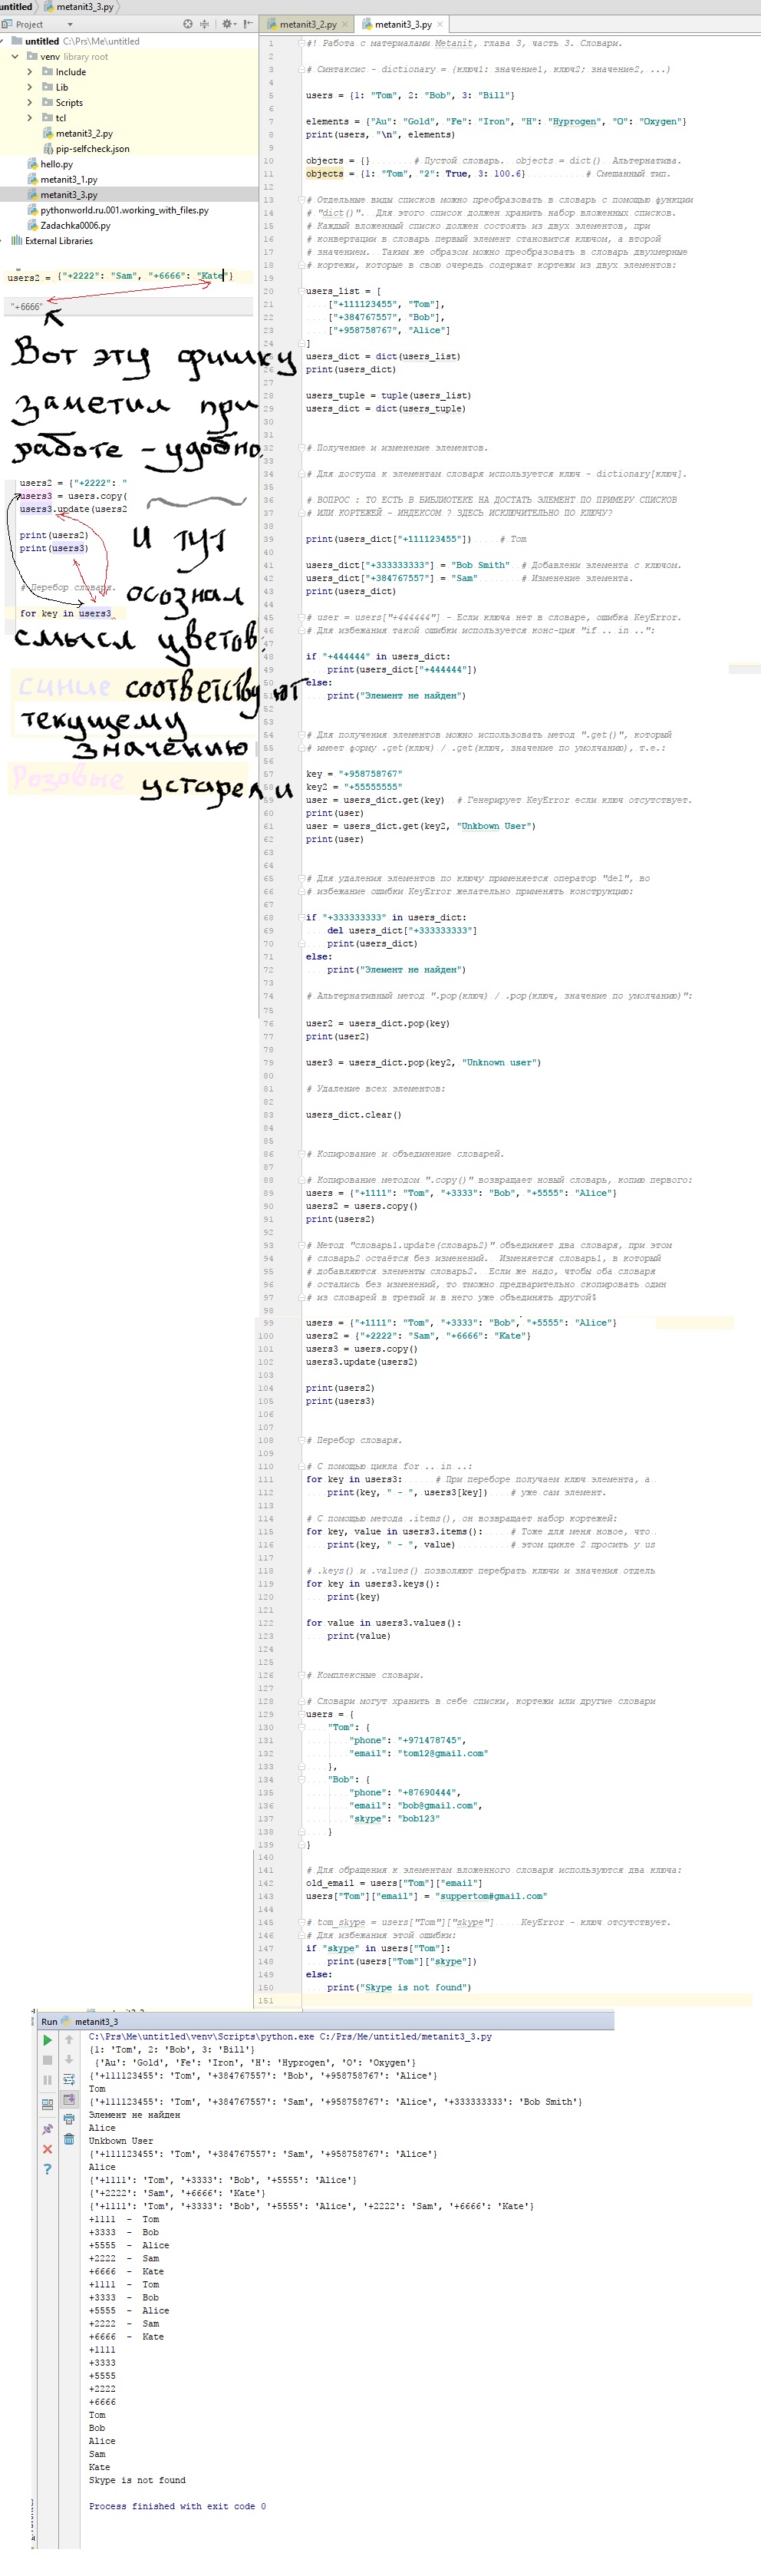 untitled metanit3_3.py
Project
untitled C:\Prs\Me\untitled
venv library root
Include
Lib
Scripts
tcl
metanit3_2.py
pip-selfcheck.json
hello.py
metanit3_1.py
metanit3_3.py
pythonworld.ru.001.working_with_files.py
Zadachka0006.py
External Libraries
users2 = {"+2222": "Sam", "+6666": "Kate"}
"+6666"
Вот эту фишку
заметил при
работе - удобно.
users2 = {"+2222": "
users3 = users.copy(
users3.update(users2
print(users2)
print(users3)
# Перебор словаря.
for key in users3
И тут
осознал
смысл цветов:
синие соответствуют
текущему
значению
Розовые устарели
metanit3_2.py metanit3_3.py
1 #! Работа с материалами Metanit, глава 3, часть 3. Словари.
2
3 # Синтаксис - dictionary = {ключ1: значение1, ключ2: значение2, ...}
4
5 users = {1: "Tom", 2: "Bob", 3: "Bill"}
6
7 elements = {"Au": "Gold", "Fe": "Iron", "H": "Hyprogen", "O": "Oxygen"}
8 print(users, "\n", elements)
9
10 objects = {} # Пустой словарь. objects = dict() Альтернатива.
11 objects = {1: "Tom", "2": True, 3: 100.6} # Смешанный тип.
12
13 # Отдельные виды списков можно преобразовать в словарь с помощью функции
14 # "dict()". Для этого список должен хранить набор вложенных списков.
15 # Каждый вложенный списко должен состоять из двух элементов, при
16 # конвертации в словарь первый элемент становится ключом, а второй
17 # значением. Таким же образом можно преобразовать в словарь двухмерные
18 # кортежи, которые в свою очередь содержат кортежи из двух элементов:
19
20 users_list = [
21 ["+111123455", "Tom"],
22 ["+384767557", "Bob"],
23 ["+958758767", "Alice"]
24 ]
25 users_dict = dict(users_list)
26 print(users_dict)
27
28 users_tuple = tuple(users_list)
29 users_dict = dict(users_tuple)
30
31
32 # Получение и изменение элементов.
33
34 # Для доступа к элементам словаря используется ключ - dictionary[ключ].
35
36 # ВОПРОС : ТО ЕСТЬ В БИБЛИОТЕКЕ НА ДОСТАТЬ ЭЛЕМЕНТ ПО ПРИМЕРУ СПИСКОВ
37 # ИЛИ КОРТЕЖЕЙ - ИНДЕКСОМ ? ЗДЕСЬ ИСКЛЮЧИТЕЛЬНО ПО КЛЮЧУ?
38
39 print(users_dict["+111123455"]) # Tom
40
41 users_dict["+333333333"] = "Bob Smith" # Добавлени элемента с ключом.
42 users_dict["+384767557"] = "Sam" # Изменение элемента.
43 print(users_dict)
44
45 # user = users["+444444"] - Если ключа нет в словаре, ошибка KeyError.
46 # Для избежания такой ошибки используется конс-ция "if .. in ..":
47
48 if "+444444" in users_dict:
49 print(users_dict["+444444"])
50 else:
51 print("Элемент не найден")
52
53
54 # Для получения элементов можно использовать метод ".get()", который
55 # имеет форму .get(ключ) / .get(ключ, значение по умолчанию), т.е.:
56
57 key = "+958758767"
58 key2 = "+55555555"
59 user = users_dict.get(key) # Генерирует KeyError если ключ отсутствует.
60 print(user)
61 user = users_dict.get(key2, "Unkbown User")
62 print(user)
63
64
65 # Для удаления элементов по ключу применяется оператор "del", во
66 # избежание ошибки KeyError желательно применять конструкцию:
67
68 if "+333333333" in users_dict:
69 del users_dict["+333333333"]
70 print(users_dict)
71 else:
72 print("Элемент не найден")
73
74 # Альтернативный метод ".pop(ключ) / .pop(ключ, значение по умолчанию)":
75
76 user2 = users_dict.pop(key)
77 print(user2)
78
79 user3 = users_dict.pop(key2, "Unknown user")
80
81 # Удаление всех элементов:
82
83 users_dict.clear()
84
85
86 # Копирование и объединение словарей.
87
88 # Копирование методом ".copy()" возвращает новый словарь, копию первого:
89 users = {"+1111": "Tom", "+3333": "Bob", "+5555": "Alice"}
90 users2 = users.copy()
91 print(users2)
92
93 # Метод "словарь1.update(словарь2)" объединяет два словаря, при этом
94 # словарь2 остаётся без изменений. Изменяется словарь1, в который
95 # добавляются элементы словарь2. Если же надо, чтобы оба словаря
96 # остались без изменений, то тможно предварительно скопировать один
97 # из словарей в третий и в него уже объединять другой%
98
99 users = {"+1111": "Tom", "+3333": "Bob", "+5555": "Alice"}
100 users2 = {"+2222": "Sam", "+6666": "Kate"}
101 users3 = users.copy()
102 users3.update(users2)
103
104 print(users2)
105 print(users3)
106
107
108 # Перебор словаря.
109
110 # С помощью цикла for .. in ..:
111 for key in users3: # При переборе получаем ключ элемента, а
112 print(key, " - ", users3[key]) # уже сам элемент.
113
114 # С помощью метода .items(), он возвращает набор кортежей:
115 for key, value in users3.items(): # Тоже для меня новое, что
116 print(key, " - ", value) # этом цикле 2 просить у us
117
118 # .keys() и .values() позволяют перебрать ключи и значения отдель
119 for key in users3.keys():
120 print(key)
121
122 for value in users3.values():
123 print(value)
124
125
126 # Комплексные словари.
127
128 # Словари могут хранить в себе списки, кортежи или другие словари
129 users = {
130 "Tom": {
131 "phone": "+971478745",
132 "email": "tom12@gmail.com"
133 },
134 "Bob": {
135 "phone": "+87690444",
136 "email": "bob@gmail.com",
137 "skype": "bob123"
138 }
139 }
140
141 # Для обращения к элементам вложенного словаря используются два ключа:
142 old_email = users["Tom"]["email"]
143 users["Tom"]["email"] = "suppertom#gmail.com"
144
145 # tom_skype = users["Tom"]["skype"] KeyError - ключ отсутствует.
146 # Для избежания этой ошибки:
147 if "skype" in users["Tom"]:
148 print(users["Tom"]["skype"])
149 else:
150 print("Skype is not found")
151
Run metanit3_3
C:\Prs\Me\untitled\venv\Scripts\python.exe C:/Prs/Me/untitled/metanit3_3.py
{1: 'Tom', 2: 'Bob', 3: 'Bill'}
{'Au': 'Gold', 'Fe': 'Iron', 'H': 'Hyprogen', 'O': 'Oxygen'}
{'+111123455': 'Tom', '+384767557': 'Bob', '+958758767': 'Alice'}
Tom
{'+111123455': 'Tom', '+384767557': 'Sam', '+958758767': 'Alice', '+333333333': 'Bob Smith'}
Элемент не найден
Alice
Unkbown User
{'+111123455': 'Tom', '+384767557': 'Sam', '+958758767': 'Alice'}
Alice
{'+1111': 'Tom', '+3333': 'Bob', '+5555': 'Alice'}
{'+2222': 'Sam', '+6666': 'Kate'}
{'+1111': 'Tom', '+3333': 'Bob', '+5555': 'Alice', '+2222': 'Sam', '+6666': 'Kate'}
+1111 - Tom
+3333 - Bob
+5555 - Alice
+2222 - Sam
+6666 - Kate
+1111 - Tom
+3333 - Bob
+5555 - Alice
+2222 - Sam
+6666 - Kate
+1111
+3333
+5555
+2222
+6666
Tom
Bob
Alice
Sam
Kate
Skype is not found
Process finished with exit code 0